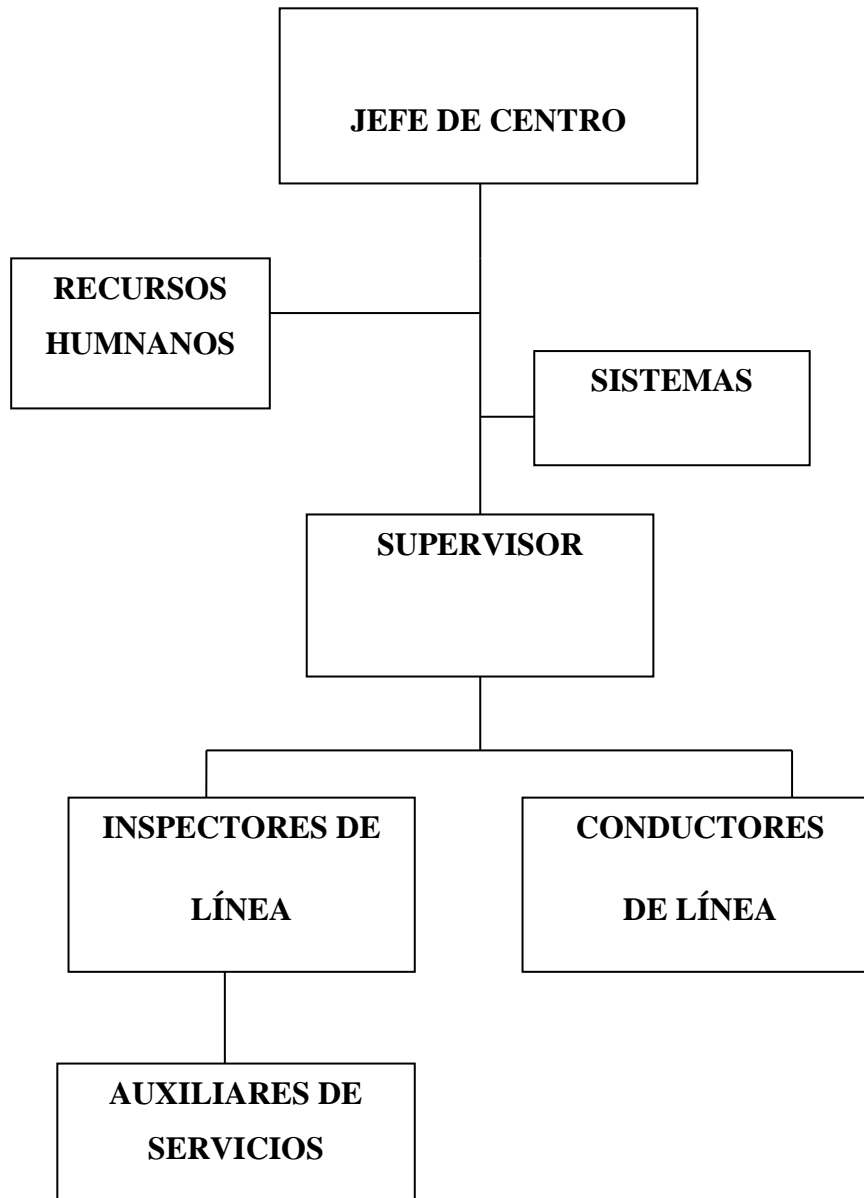 JEFE DE CENTRO
RECURSOS
HUMNANOS
SISTEMAS
SUPERVISOR
INSPECTORES DE
LÍNEA
CONDUCTORES
DE LÍNEA
AUXILIARES DE
SERVICIOS